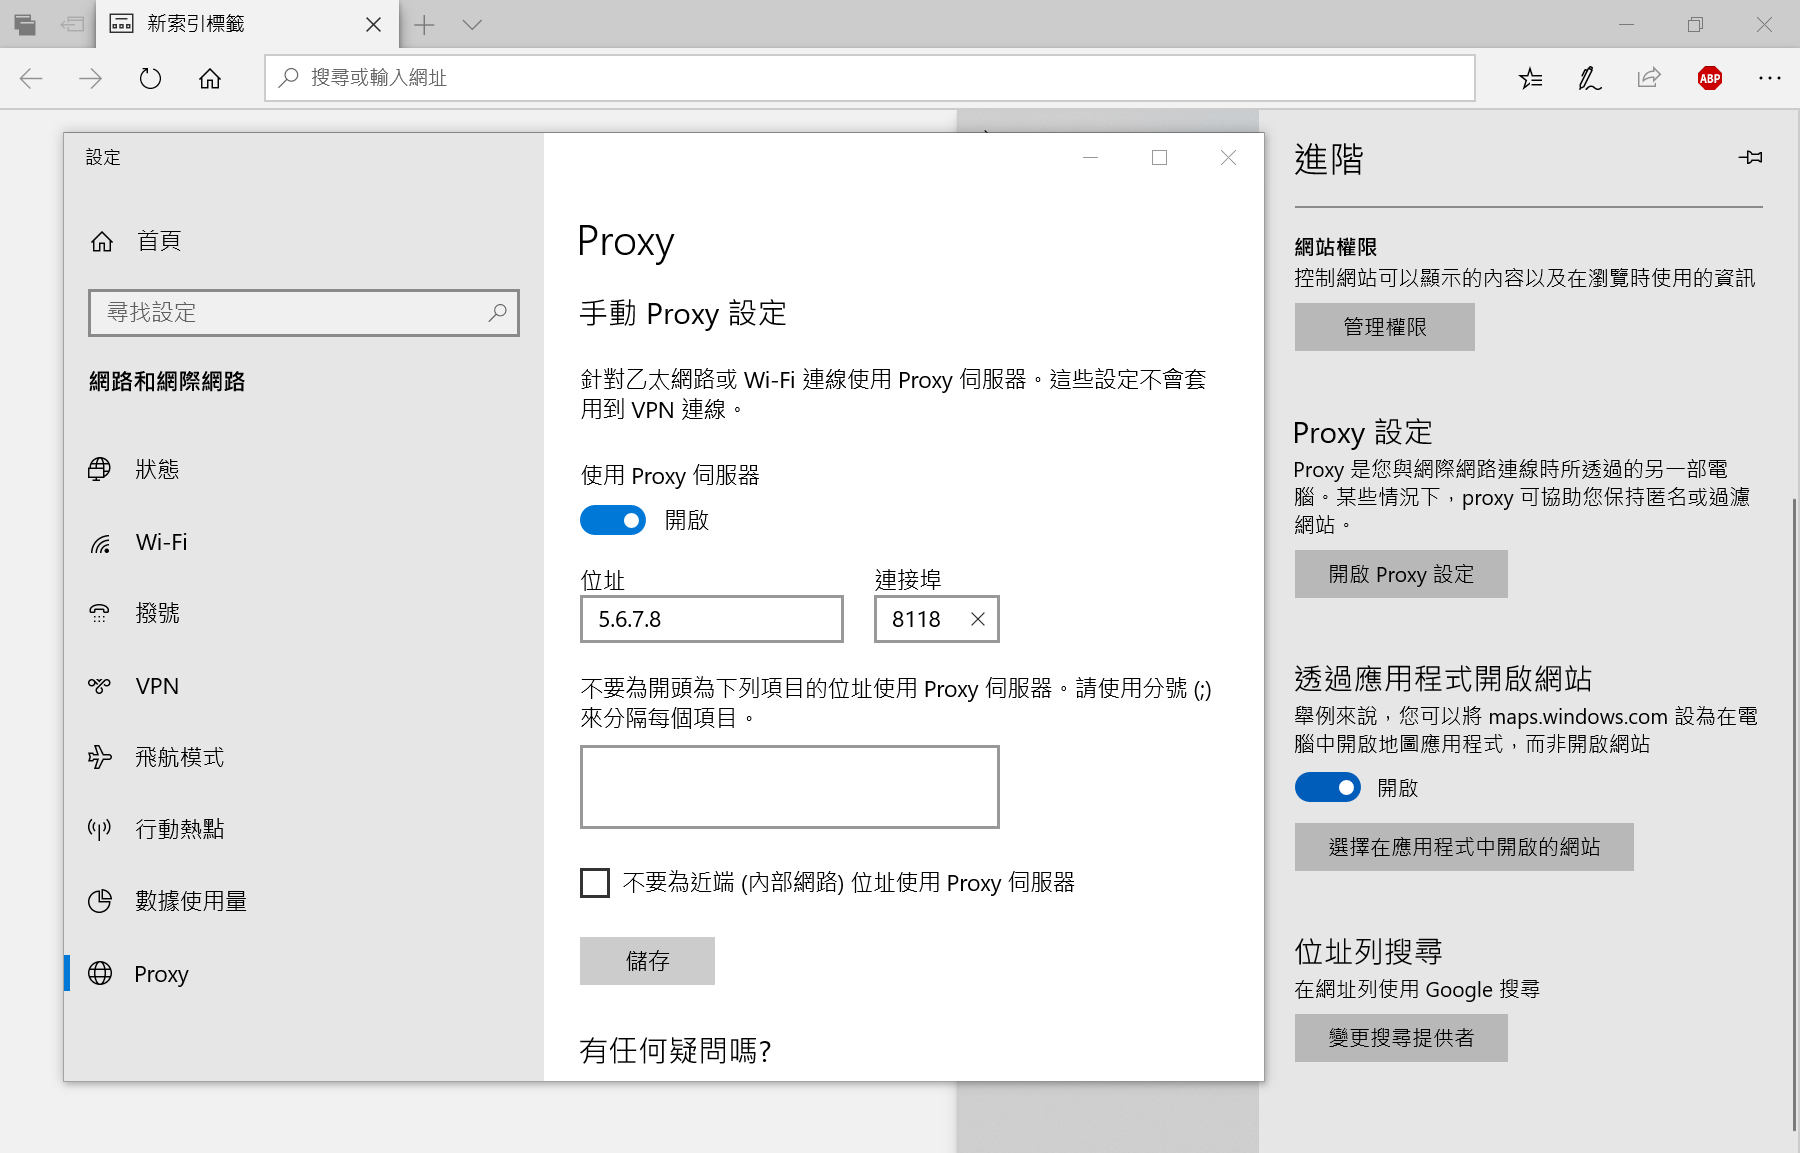 新索引標籤
搜尋或輸入網址
ABP
設定
首頁
尋找設定
網路和網際網路
狀態
Wi-Fi
撥號
VPN
飛航模式
行動熱點
數據使用量
Proxy
Proxy
手動 Proxy 設定
針對乙太網路或 Wi-Fi 連線使用 Proxy 伺服器。這些設定不會套
用到 VPN 連線。
使用 Proxy 伺服器
開啟
位址
連接埠
5.6.7.8
8118
不要為開頭為下列項目的位址使用 Proxy 伺服器。請使用分號 (;)
來分隔每個項目。
不要為近端 (內部網路) 位址使用 Proxy 伺服器
儲存
有任何疑問嗎?
進階
網站權限
控制網站可以顯示的內容以及在瀏覽時使用的資訊
管理權限
Proxy 設定
Proxy 是您與網際網路連線時所透過的另一部電
腦。某些情況下，proxy 可協助您保持匿名或過濾
網站。
開啟 Proxy 設定
透過應用程式開啟網站
舉例來說，您可以將 maps.windows.com 設為在電
腦中開啟地圖應用程式，而非開啟網站
開啟
選擇在應用程式中開啟的網站
位址列搜尋
在網址列使用 Google 搜尋
變更搜尋提供者